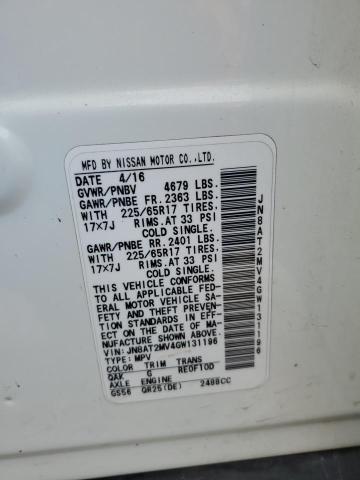 MFD BY NISSAN MOTOR CO.,LTD.
DATE 4/16
GVWR/PNBV 4679 LBS.
GAWR/PNBE FR. 2363 LBS.
WITH 225/65R17 TIRES.
17x7J RIMS.AT 33 PSI
COLD SINGLE.
GAWR/PNBE RR. 2401 LBS.
WITH 225/65R17 TIRES.
17x7J RIMS.AT 33 PSI
COLD SINGLE.
THIS VEHICLE CONFORMS TO
ALL APPLICABLE FED-
ERAL MOTOR VEHICLE SA-
FETY AND THEFT PREVENTION
STANDARDS IN EFF-
ECT ON THE DATE OF MA-
NUFACTURE SHOWN ABOVE.
VIN: JN8AT2MV4GW131196
TYPE: MPV
COLOR TRIM TRANS
QAK G RE0F10D
AXLE ENGINE
GS56 QR25(DE) 2488CC
JN8AT2MV4GW131196